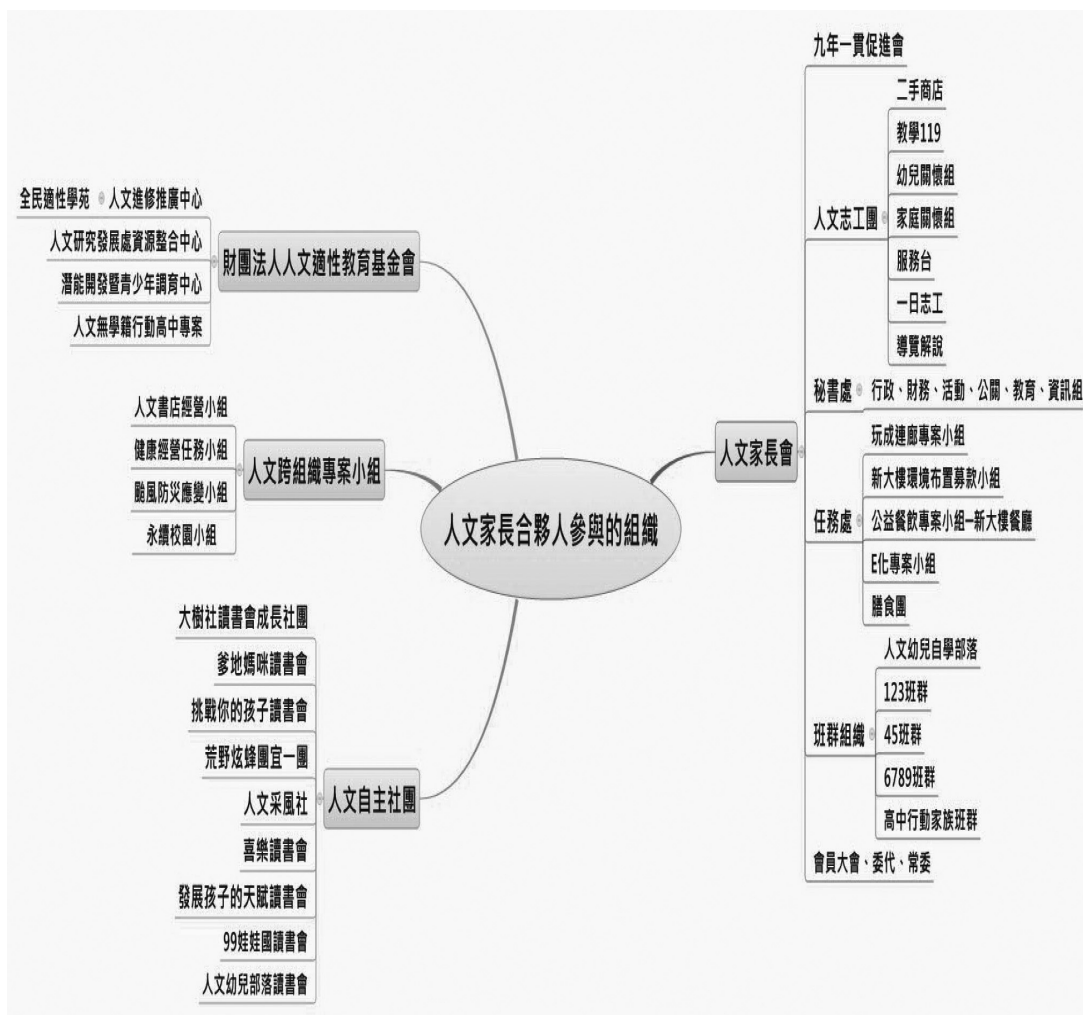 人文家長合夥人參與的組織
財團法人人文適性教育基金會
全民適性學苑 人文進修推廣中心
人文研究發展處資源整合中心
潛能開發暨青少年調育中心
人文無學籍行動高中專案
人文跨組織專案小組
人文書店經營小組
健康經營任務小組
颱風防災應變小組
永續校園小組
人文自主社團
大樹社讀書會成長社團
爹地媽咪讀書會
挑戰你的孩子讀書會
荒野炫蜂團宜一團
人文采風社
喜樂讀書會
發展孩子的天賦讀書會
99娃娃國讀書會
人文幼兒部落讀書會
人文家長會
九年一貫促進會
人文志工團
二手商店
教學119
幼兒關懷組
家庭關懷組
服務台
一日志工
導覽解說
秘書處 行政、財務、活動、公關、教育、資訊組
任務處
玩成連廊專案小組
新大樓環境布置募款小組
公益餐飲專案小組-新大樓餐廳
E化專案小組
膳食團
班群組織
人文幼兒自學部落
123班群
45班群
6789班群
高中行動家族班群
會員大會、委代、常委